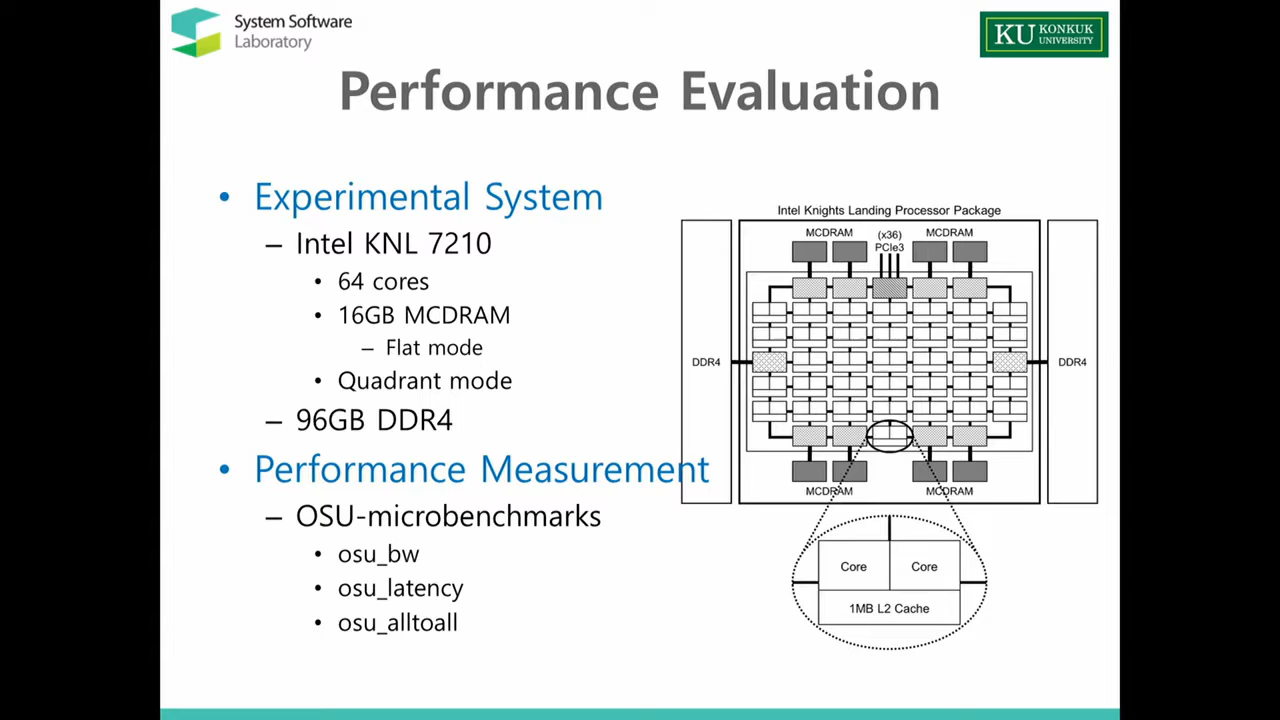 System Software
Laboratory
KU KONKUK
UNIVERSITY
Performance Evaluation
• Experimental System
– Intel KNL 7210
• 64 cores
• 16GB MCDRAM
– Flat mode
• Quadrant mode
– 96GB DDR4
• Performance Measurement
– OSU-microbenchmarks
• osu_bw
• osu_latency
• osu_alltoall
Intel Knights Landing Processor Package
MCDRAM
(x36)
PCIe3
MCDRAM
DDR4
DDR4
MCDRAM
MCDRAM
Core
Core
1MB L2 Cache